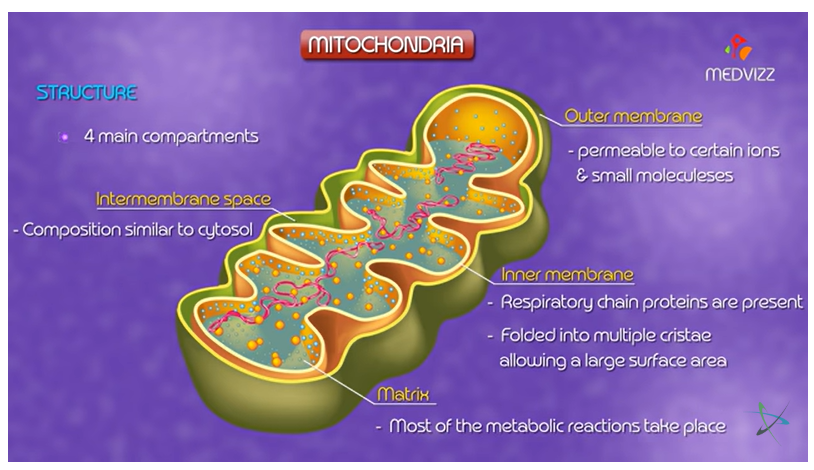 MITOCHONDRIA
MEDVIZZ
STRUCTURE
4 main compartments
Outer membrane
- permeable to certain ions
& small moleculeses
Intermembrane space
- Composition similar to cytosol
Inner membrane
- Respiratory chain proteins are present
- Folded into multiple cristae
allowing a large surface area
Matrix
- Most of the metabolic reactions take place